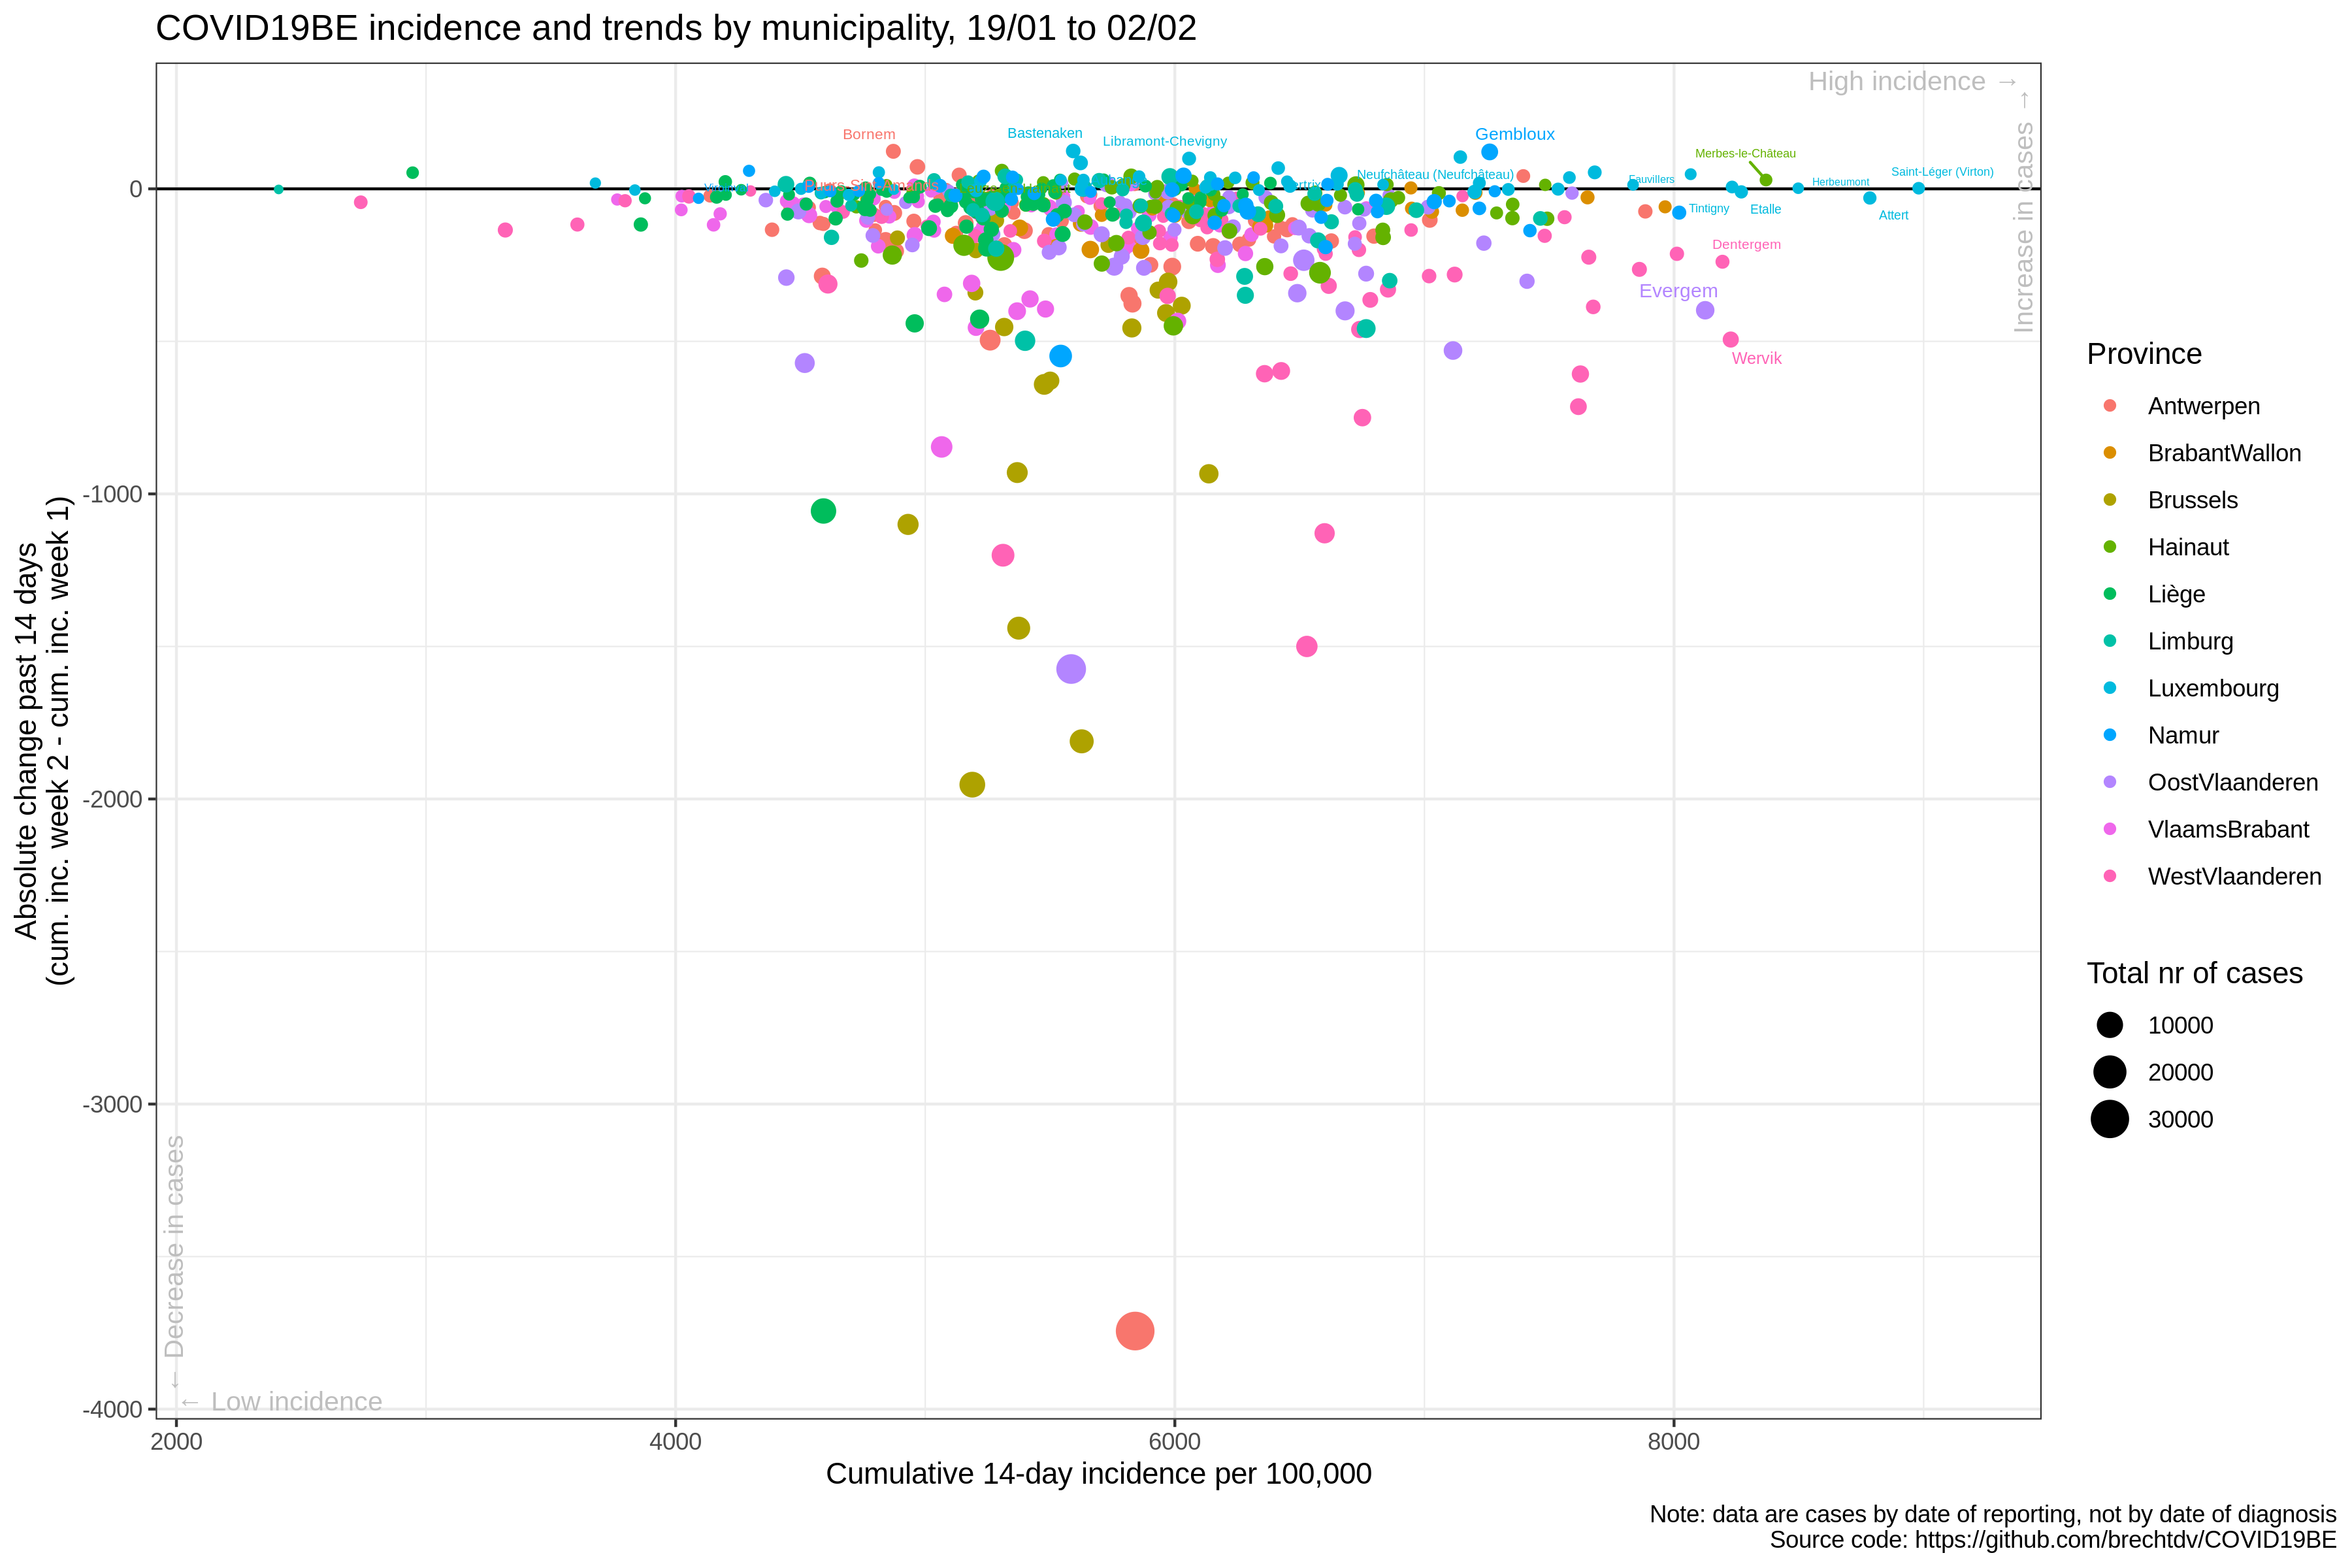 COVID19BE incidence and trends by municipality, 19/01 to 02/02
High incidence →
Increase in cases →
Bornem
Bastenaken
Libramont-Chevigny
Gembloux
Merbes-le-Château
Neufchâteau (Neufchâteau)
Fauvillers
Herbeumont
Saint-Léger (Virton)
Puurs-Sint-Amands
Tintigny
Etalle
Attert
Dentergem
Evergem
Wervik
0
-1000
-2000
-3000
-4000
Absolute change past 14 days
(cum. inc. week 2 - cum. inc. week 1)
← Decrease in cases
← Low incidence
2000
4000
6000
8000
Cumulative 14-day incidence per 100,000
Province
Antwerpen
BrabantWallon
Brussels
Hainaut
Liège
Limburg
Luxembourg
Namur
OostVlaanderen
VlaamsBrabant
WestVlaanderen
Total nr of cases
10000
20000
30000
Note: data are cases by date of reporting, not by date of diagnosis
Source code: https://github.com/brechtdv/COVID19BE